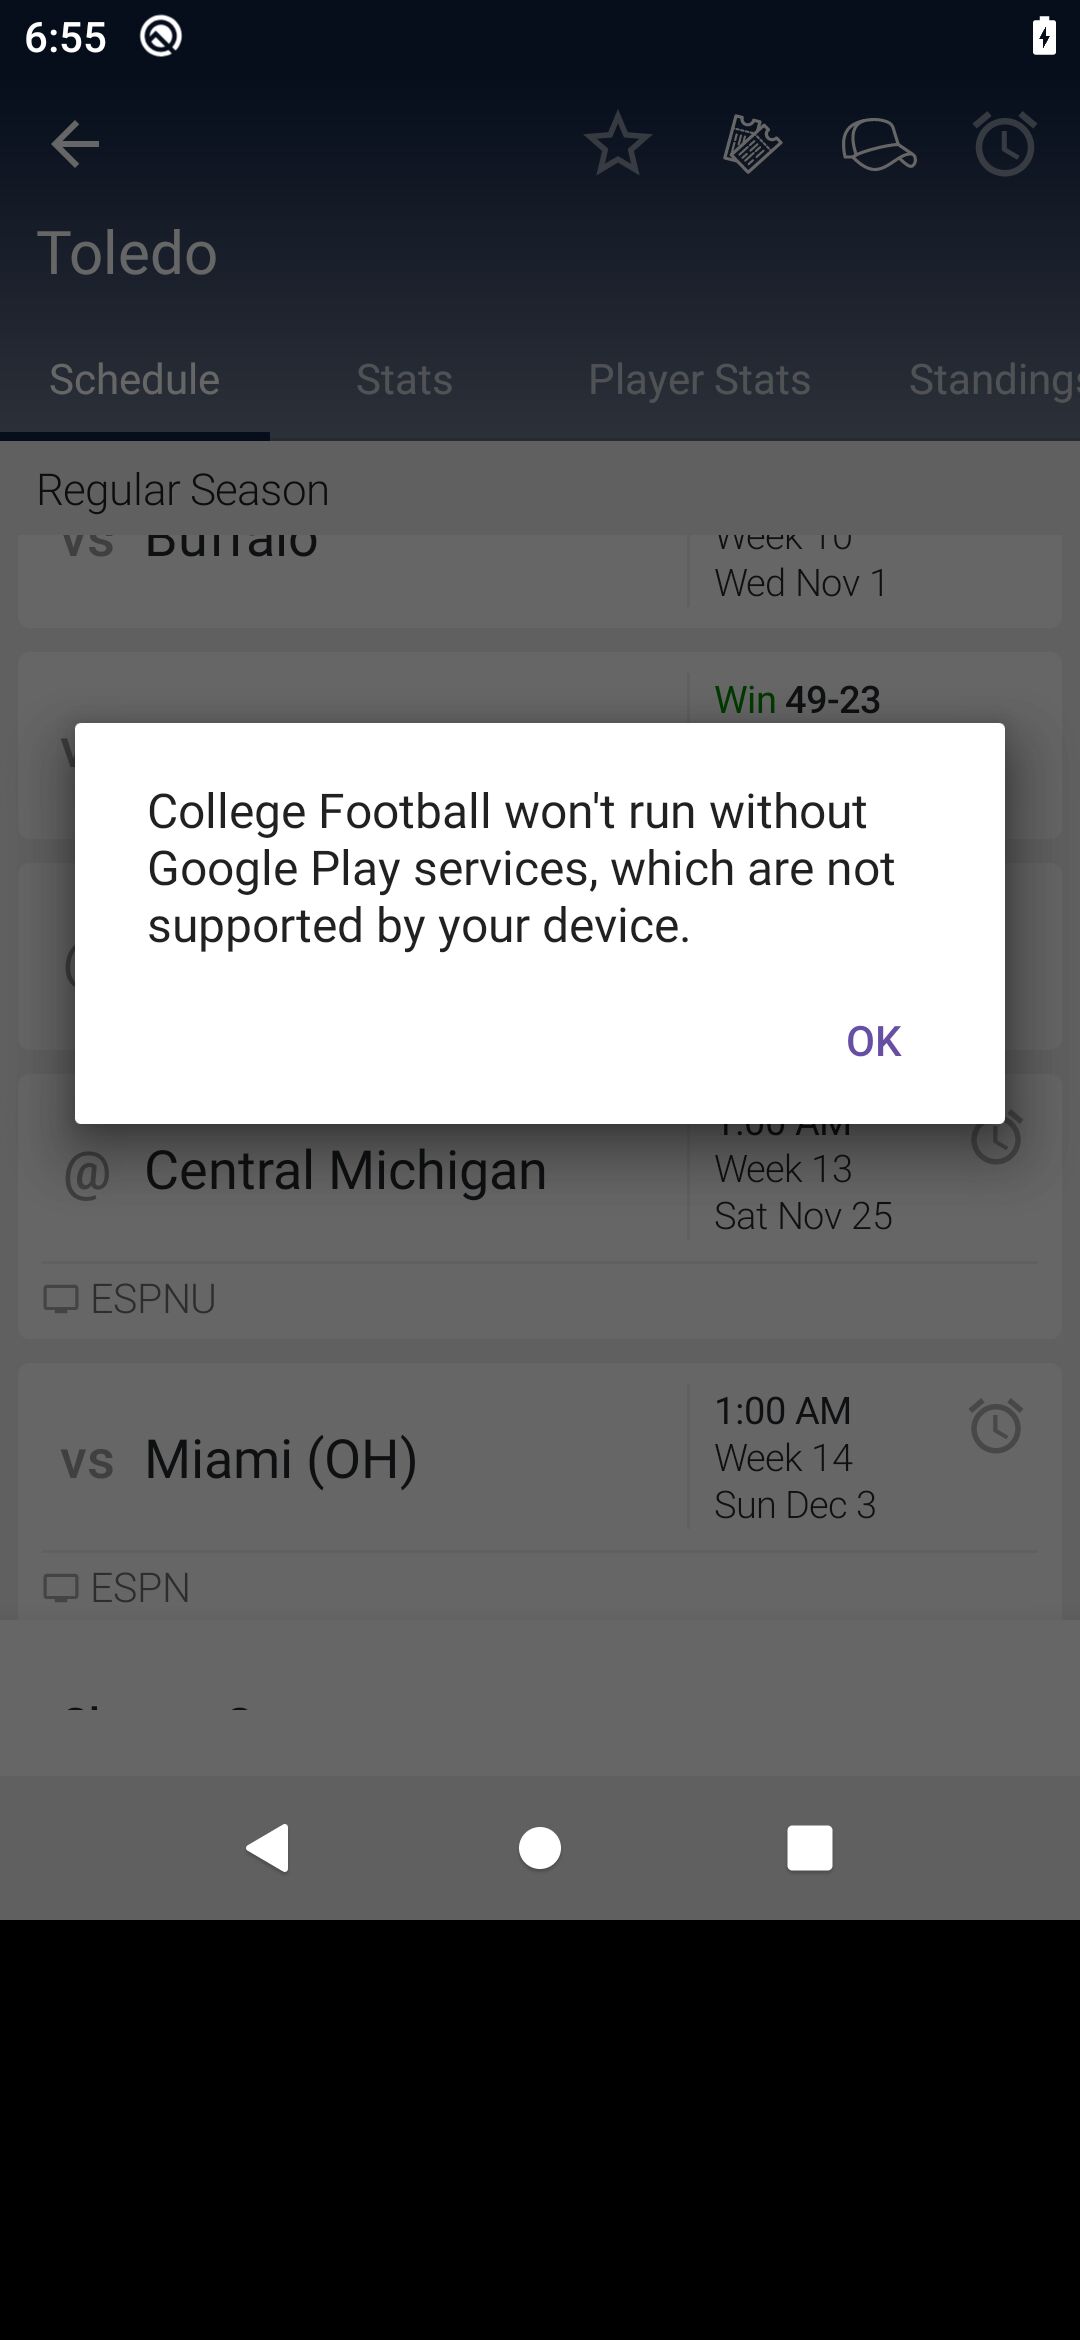 6:55
Toledo
Schedule Stats Player Stats Standings
Regular Season
vs Buffalo
Week 10
Wed Nov 1
Win 49-23
College Football won't run without
Google Play services, which are not
supported by your device.
OK
1:00 AM
@ Central Michigan
Week 13
Sat Nov 25
ESPNU
1:00 AM
vs Miami (OH)
Week 14
Sun Dec 3
ESPN